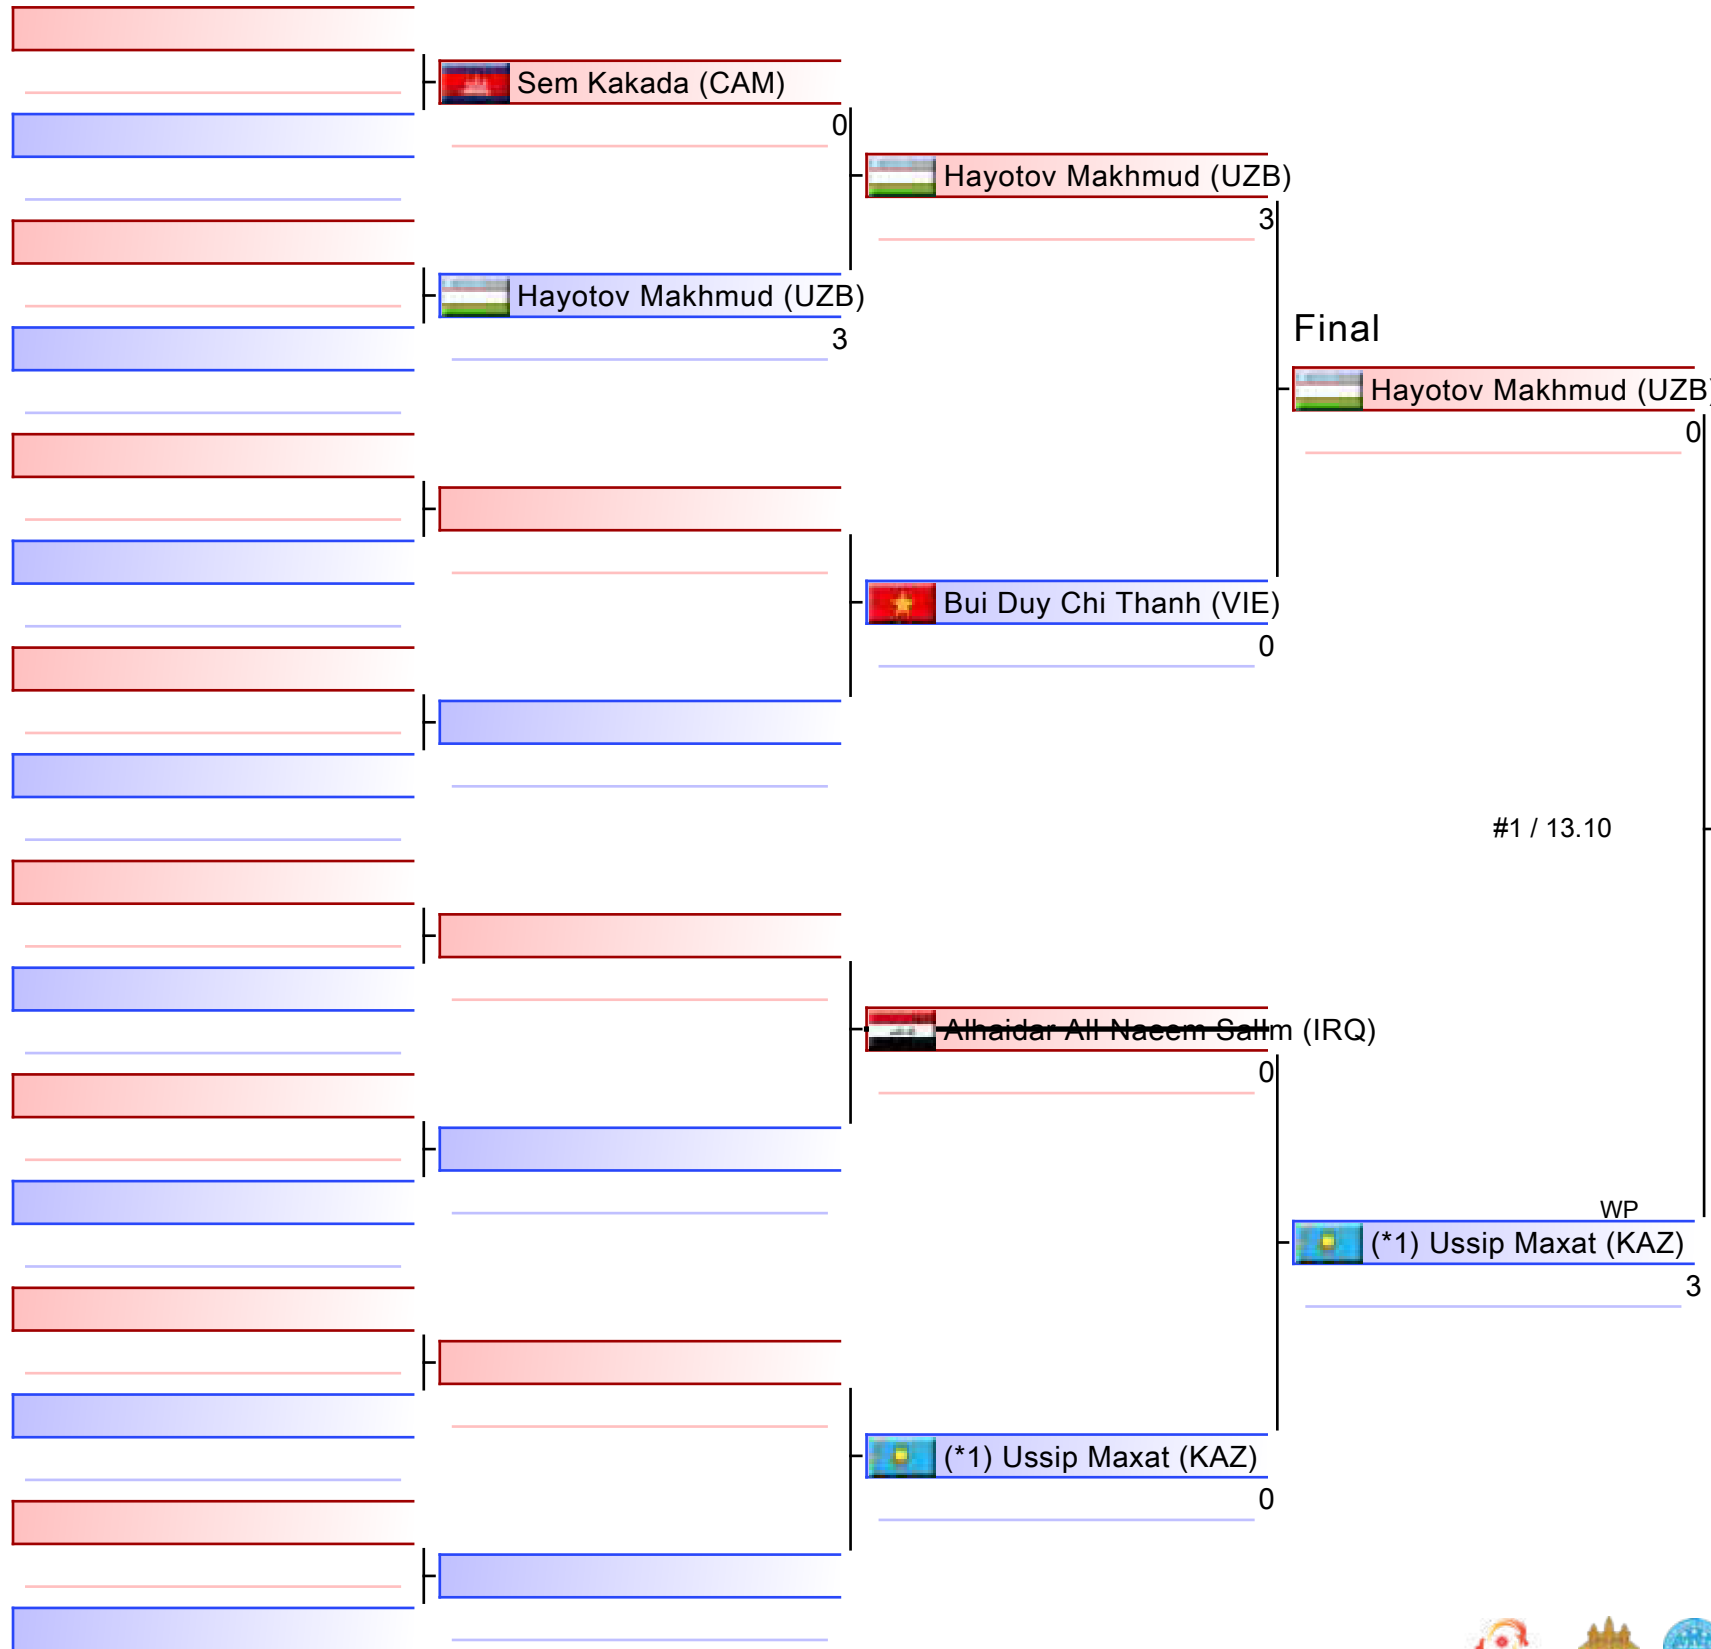 Sem Kakada (CAM)
0
Hayotov Makhmud (UZB)
3
Hayotov Makhmud (UZB)
3
Final
Hayotov Makhmud (UZB)
0
Bui Duy Chi Thanh (VIE)
0
#1 / 13.10
Alhaidar Ali Naeem Salim (IRQ)
0
WP
(*1) Ussip Maxat (KAZ)
3
(*1) Ussip Maxat (KAZ)
0